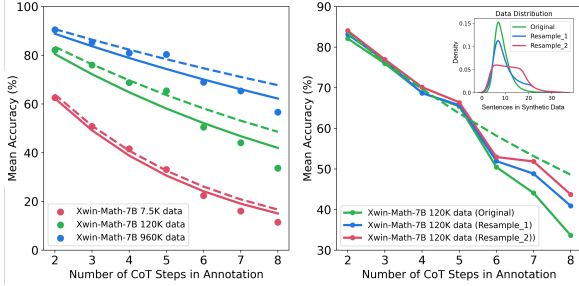 100
80
60
40
20
0
Mean Accuracy (%)
Xwin-Math-7B 7.5K data
Xwin-Math-7B 120K data
Xwin-Math-7B 960K data
2 3 4 5 6 7 8
Number of CoT Steps in Annotation
90
80
70
60
50
40
30
Mean Accuracy (%)
Data Distribution
0.15
0.10
0.05
0.00
Density
Original
Resample_1
Resample_2
0 10 20 30
Sentences in Synthetic Data
Xwin-Math-7B 120K data (Original)
Xwin-Math-7B 120K data (Resample_1)
Xwin-Math-7B 120K data (Resample_2))
2 3 4 5 6 7 8
Number of CoT Steps in Annotation